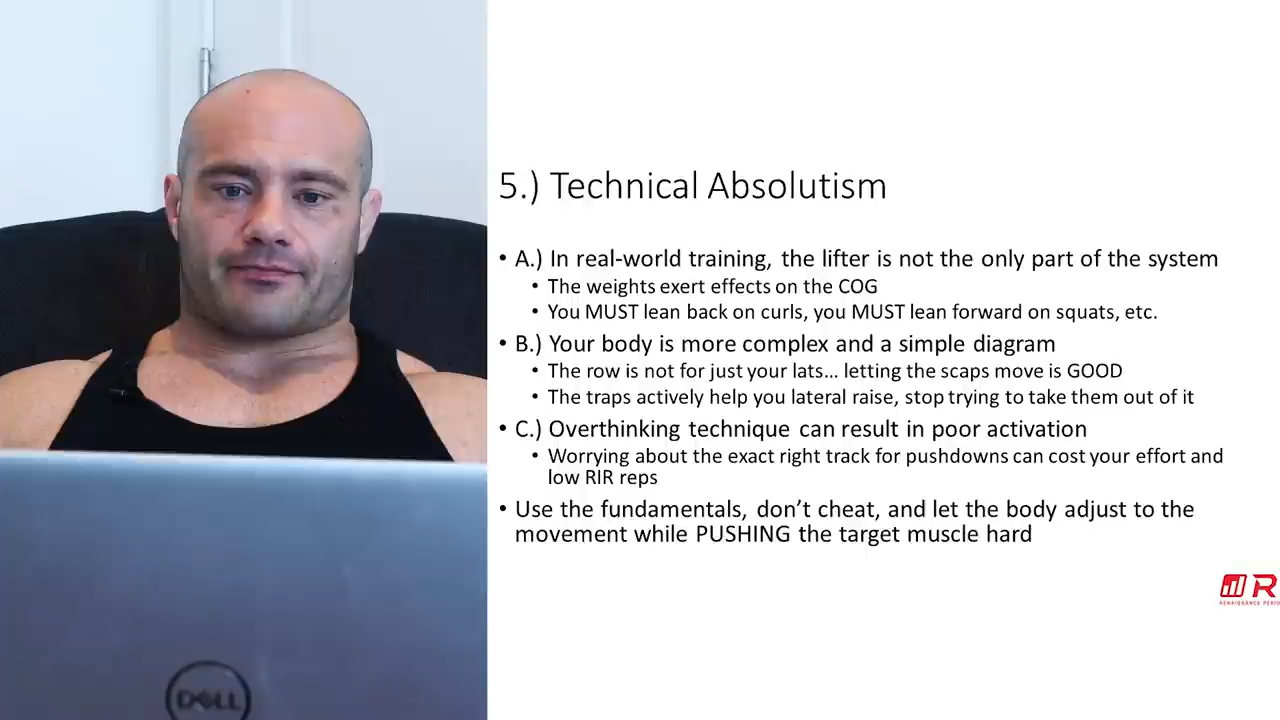 5.) Technical Absolutism
• A.) In real-world training, the lifter is not the only part of the system
• The weights exert effects on the COG
• You MUST lean back on curls, you MUST lean forward on squats, etc.
• B.) Your body is more complex and a simple diagram
• The row is not for just your lats… letting the scaps move is GOOD
• The traps actively help you lateral raise, stop trying to take them out of it
• C.) Overthinking technique can result in poor activation
• Worrying about the exact right track for pushdowns can cost your effort and
low RIR reps
• Use the fundamentals, don’t cheat, and let the body adjust to the
movement while PUSHING the target muscle hard
R
RENAISSANCE PERIO
DELL